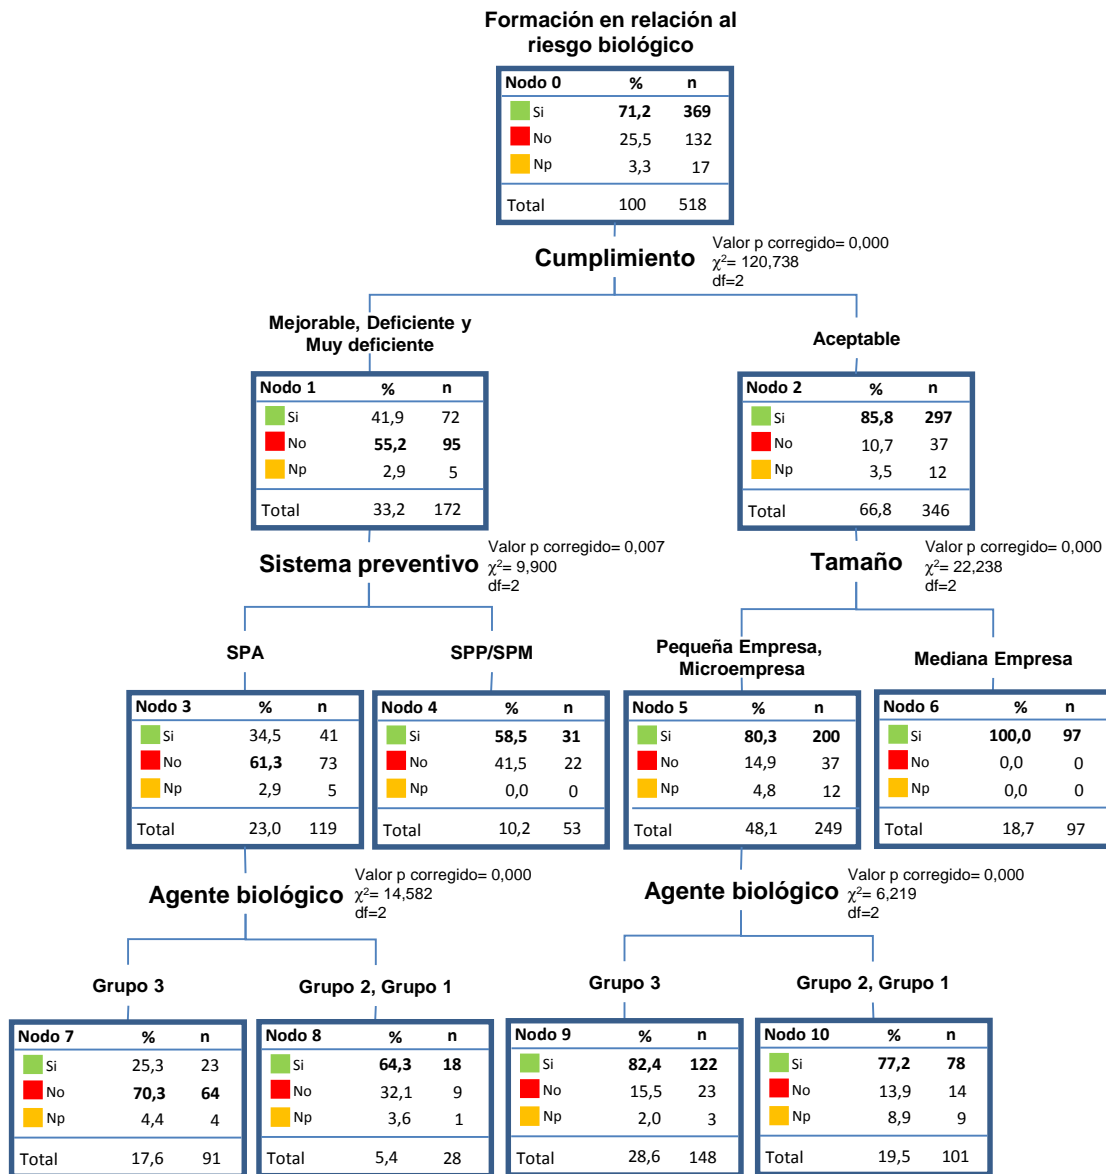 Formación en relación al
riesgo biológico
Nodo 0 % n
Si 71,2 369
No 25,5 132
Np 3,3 17
Total 100 518
Cumplimiento
Valor p corregido= 0,000
χ²= 120,738
df=2
Mejorable, Deficiente y
Muy deficiente
Aceptable
Nodo 1 % n
Si 41,9 72
No 55,2 95
Np 2,9 5
Total 33,2 172
Nodo 2 % n
Si 85,8 297
No 10,7 37
Np 3,5 12
Total 66,8 346
Sistema preventivo
Valor p corregido= 0,007
χ²= 9,900
df=2
Tamaño
Valor p corregido= 0,000
χ²= 22,238
df=2
SPA
SPP/SPM
Pequeña Empresa,
Microempresa
Mediana Empresa
Nodo 3 % n
Si 34,5 41
No 61,3 73
Np 2,9 5
Total 23,0 119
Nodo 4 % n
Si 58,5 31
No 41,5 22
Np 0,0 0
Total 10,2 53
Nodo 5 % n
Si 80,3 200
No 14,9 37
Np 4,8 12
Total 48,1 249
Nodo 6 % n
Si 100,0 97
No 0,0 0
Np 0,0 0
Total 18,7 97
Agente biológico
Valor p corregido= 0,000
χ²= 14,582
df=2
Agente biológico
Valor p corregido= 0,000
χ²= 6,219
df=2
Grupo 3
Grupo 2, Grupo 1
Grupo 3
Grupo 2, Grupo 1
Nodo 7 % n
Si 25,3 23
No 70,3 64
Np 4,4 4
Total 17,6 91
Nodo 8 % n
Si 64,3 18
No 32,1 9
Np 3,6 1
Total 5,4 28
Nodo 9 % n
Si 82,4 122
No 15,5 23
Np 2,0 3
Total 28,6 148
Nodo 10 % n
Si 77,2 78
No 13,9 14
Np 8,9 9
Total 19,5 101